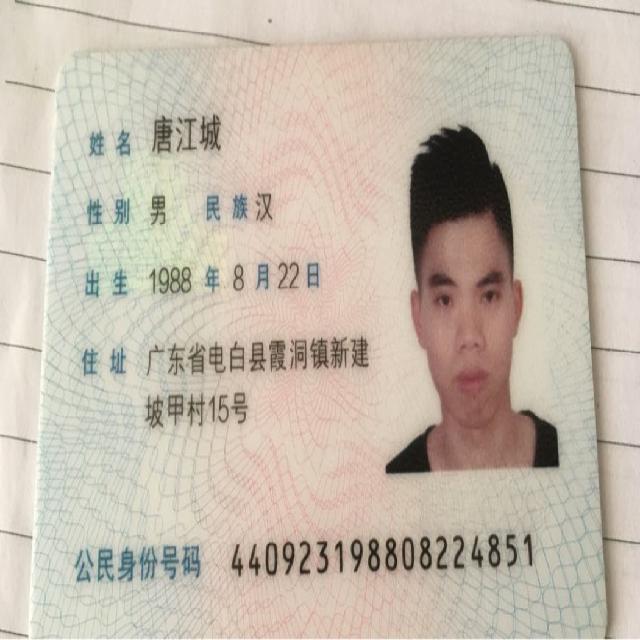 姓名 唐江城
性别 男 民族 汉
出生 1988 年 8 月 22 日
住址 广东省电白县霞洞镇新建
坡甲村15号
公民身份号码 440923198808224851